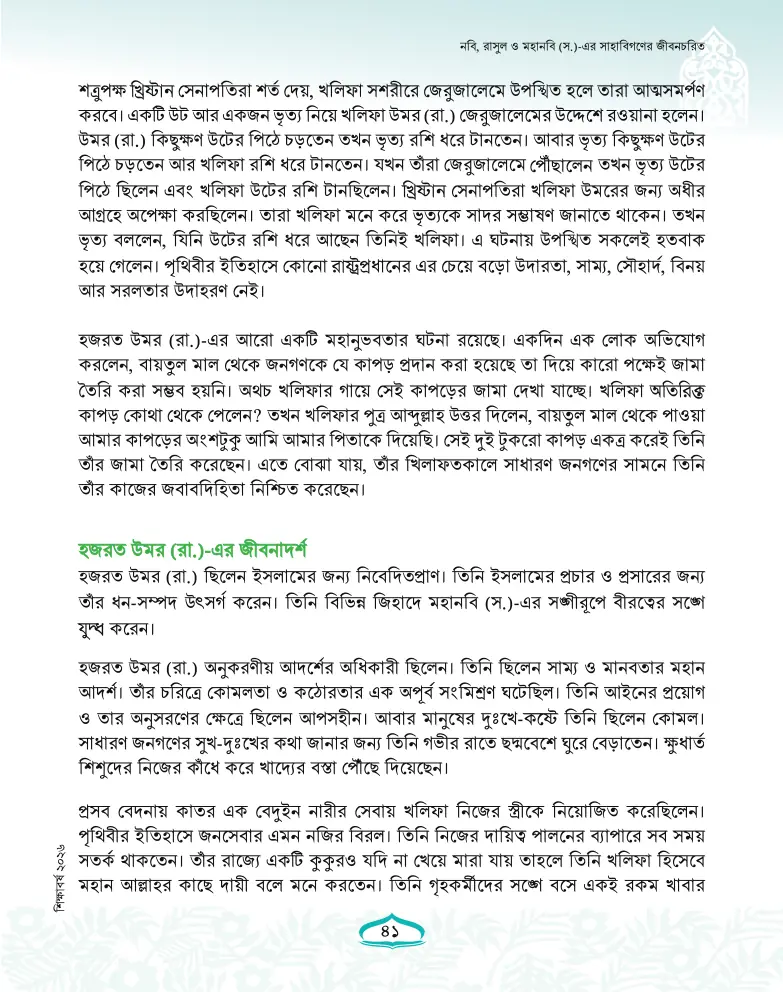 নবি, রাসুল ও মহানবি (স.)-এর সাহাবিগণের জীবনচরিত
শত্রুপক্ষ খ্রিষ্টান সেনাপতিরা শর্ত দেয়, খলিফা সশরীরে জেরুজালেমে উপস্থিত হলে তারা আত্মসমর্পণ
করবে। একটি উট আর একজন ভৃত্য নিয়ে খলিফা উমর (রা.) জেরুজালেমের উদ্দেশে রওয়ানা হলেন।
উমর (রা.) কিছুক্ষণ উটের পিঠে চড়তেন তখন ভৃত্য রশি ধরে টানতেন। আবার ভৃত্য কিছুক্ষণ উটের
পিঠে চড়তেন আর খলিফা রশি ধরে টানতেন। যখন তাঁরা জেরুজালেমে পৌঁছালেন তখন ভৃত্য উটের
পিঠে ছিলেন এবং খলিফা উটের রশি টানছিলেন। খ্রিষ্টান সেনাপতিরা খলিফা উমরের জন্য অধীর
আগ্রহে অপেক্ষা করছিলেন। তারা খলিফা মনে করে ভৃত্যকে সাদর সম্ভাষণ জানাতে থাকেন। তখন
ভৃত্য বললেন, যিনি উটের রশি ধরে আছেন তিনিই খলিফা। এ ঘটনায় উপস্থিত সকলেই হতবাক
হয়ে গেলেন। পৃথিবীর ইতিহাসে কোনো রাষ্ট্রপ্রধানের এর চেয়ে বড়ো উদারতা, সাম্য, সৌহার্দ, বিনয়
আর সরলতার উদাহরণ নেই।
হজরত উমর (রা.)-এর আরো একটি মহানুভবতার ঘটনা রয়েছে। একদিন এক লোক অভিযোগ
করলেন, বায়তুল মাল থেকে জনগণকে যে কাপড় প্রদান করা হয়েছে তা দিয়ে কারো পক্ষেই জামা
তৈরি করা সম্ভব হয়নি। অথচ খলিফার গায়ে সেই কাপড়ের জামা দেখা যাচ্ছে। খলিফা অতিরিক্ত
কাপড় কোথা থেকে পেলেন? তখন খলিফার পুত্র আব্দুল্লাহ উত্তর দিলেন, বায়তুল মাল থেকে পাওয়া
আমার কাপড়ের অংশটুকু আমি আমার পিতাকে দিয়েছি। সেই দুই টুকরো কাপড় একত্র করেই তিনি
তাঁর জামা তৈরি করেছেন। এতে বোঝা যায়, তাঁর খিলাফতকালে সাধারণ জনগণের সামনে তিনি
তাঁর কাজের জবাবদিহিতা নিশ্চিত করেছেন।
হজরত উমর (রা.)-এর জীবনাদর্শ
হজরত উমর (রা.) ছিলেন ইসলামের জন্য নিবেদিতপ্রাণ। তিনি ইসলামের প্রচার ও প্রসারের জন্য
তাঁর ধন-সম্পদ উৎসর্গ করেন। তিনি বিভিন্ন জিহাদে মহানবি (স.)-এর সঙ্গীরূপে বীরত্বের সঙ্গে
যুদ্ধ করেন।
হজরত উমর (রা.) অনুকরণীয় আদর্শের অধিকারী ছিলেন। তিনি ছিলেন সাম্য ও মানবতার মহান
আদর্শ। তাঁর চরিত্রে কোমলতা ও কঠোরতার এক অপূর্ব সংমিশ্রণ ঘটেছিল। তিনি আইনের প্রয়োগ
ও তার অনুসরণের ক্ষেত্রে ছিলেন আপসহীন। আবার মানুষের দুঃখে-কষ্টে তিনি ছিলেন কোমল।
সাধারণ জনগণের সুখ-দুঃখের কথা জানার জন্য তিনি গভীর রাতে ছদ্মবেশে ঘুরে বেড়াতেন। ক্ষুধার্ত
শিশুদের নিজের কাঁধে করে খাদ্যের বস্তা পৌঁছে দিয়েছেন।
প্রসব বেদনায় কাতর এক বেদুইন নারীর সেবায় খলিফা নিজের স্ত্রীকে নিয়োজিত করেছিলেন।
পৃথিবীর ইতিহাসে জনসেবার এমন নজির বিরল। তিনি নিজের দায়িত্ব পালনের ব্যাপারে সব সময়
সতর্ক থাকতেন। তাঁর রাজ্যে একটি কুকুরও যদি না খেয়ে মারা যায় তাহলে তিনি খলিফা হিসেবে
মহান আল্লাহর কাছে দায়ী বলে মনে করতেন। তিনি গৃহকর্মীদের সঙ্গে বসে একই রকম খাবার
শিক্ষাবর্ষ ২০২৬
৪১